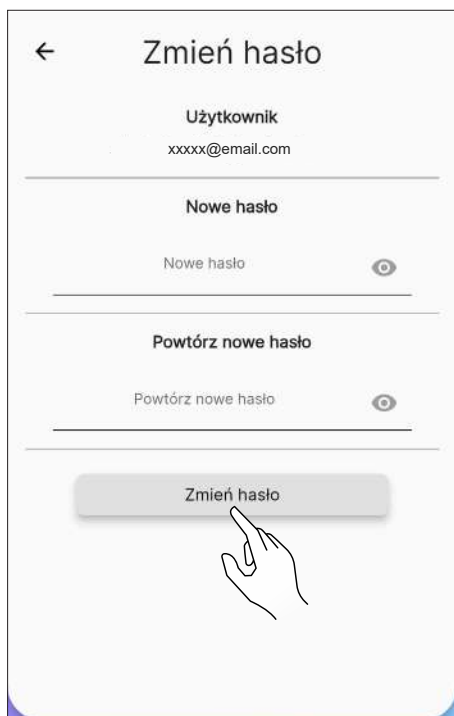 Zmień hasło
Użytkownik
xxxxx@email.com
Nowe hasło
Nowe hasło
Powtórz nowe hasło
Powtórz nowe hasło
Zmień hasło